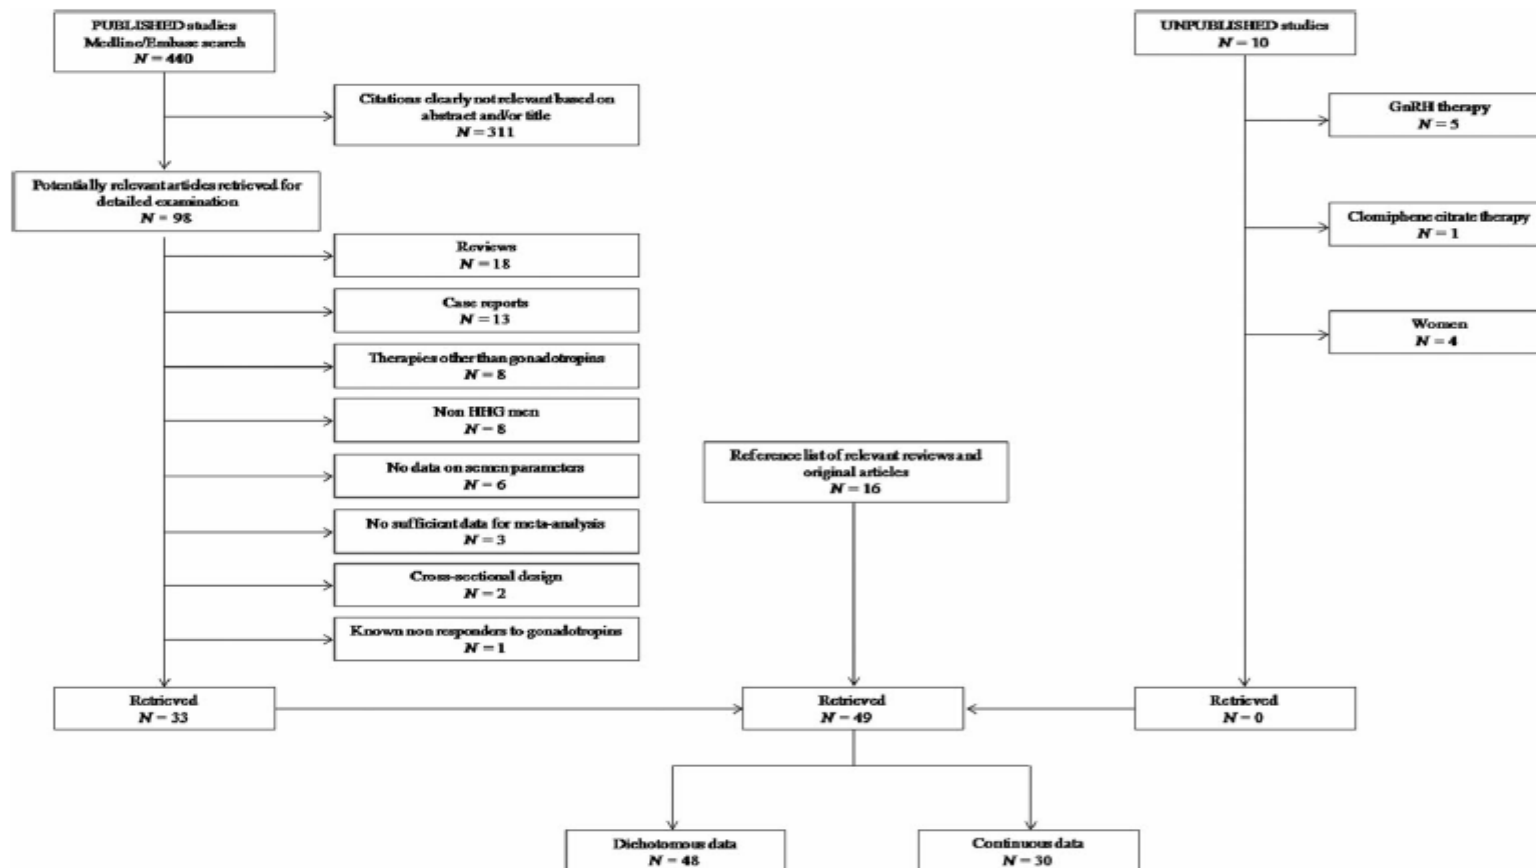 PUBLISHED studies
Medline/Embase search
N = 440
Citations clearly not relevant based on
abstract and/or title
N = 311
Potentially relevant articles retrieved for
detailed examination
N = 98
Reviews
N = 18
Case reports
N = 13
Therapies other than gonadotropins
N = 8
Non HHG men
N = 8
No data on semen parameters
N = 6
No sufficient data for meta-analysis
N = 3
Cross-sectional design
N = 2
Known non responders to gonadotropins
N = 1
Retrieved
N = 33
Reference list of relevant reviews and
original articles
N = 16
Retrieved
N = 49
UNPUBLISHED studies
N = 10
GnRH therapy
N = 5
Clomiphene citrate therapy
N = 1
Women
N = 4
Retrieved
N = 0
Dichotomous data
N = 48
Continuous data
N = 30